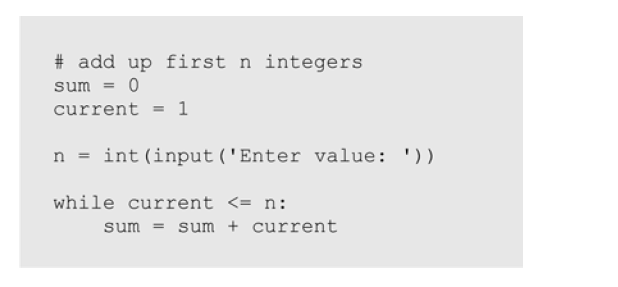 # add up first n integers
sum = 0
current = 1
n = int(input('Enter value: '))
while current <= n:
    sum = sum + current